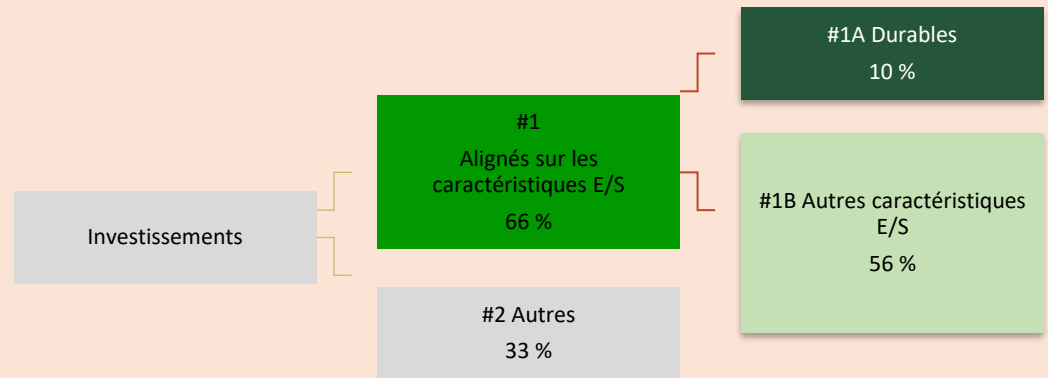 Investissements
#1
Alignés sur les
caractéristiques E/S
66 %
#2 Autres
33 %
#1A Durables
10 %
#1B Autres caractéristiques
E/S
56 %